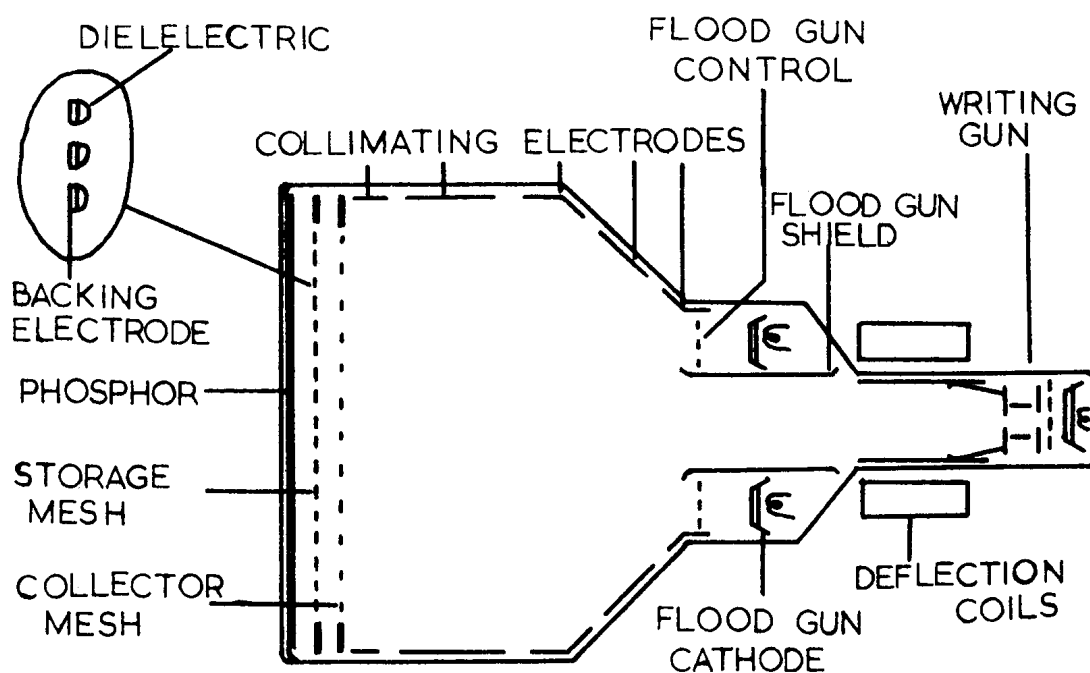 DIELELECTRIC
FLOOD GUN
CONTROL
WRITING
GUN
COLLIMATING ELECTRODES
FLOOD GUN
SHIELD
BACKING
ELECTRODE
PHOSPHOR
STORAGE
MESH
COLLECTOR
MESH
DEFLECTION
COILS
FLOOD GUN
CATHODE